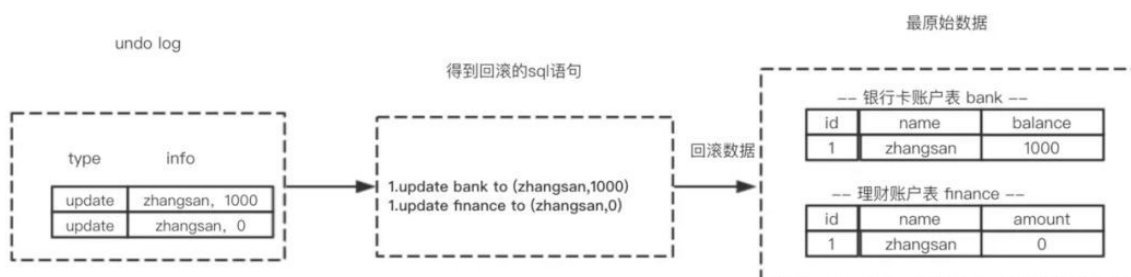 undo log
type info
update zhangsan, 1000
update zhangsan, 0
得到回滚的sql语句
1.update bank to (zhangsan,1000)
1.update finance to (zhangsan,0)
回滚数据
最原始数据
-- 银行卡账户表 bank --
id name balance
1 zhangsan 1000
-- 理财账户表 finance --
id name amount
1 zhangsan 0